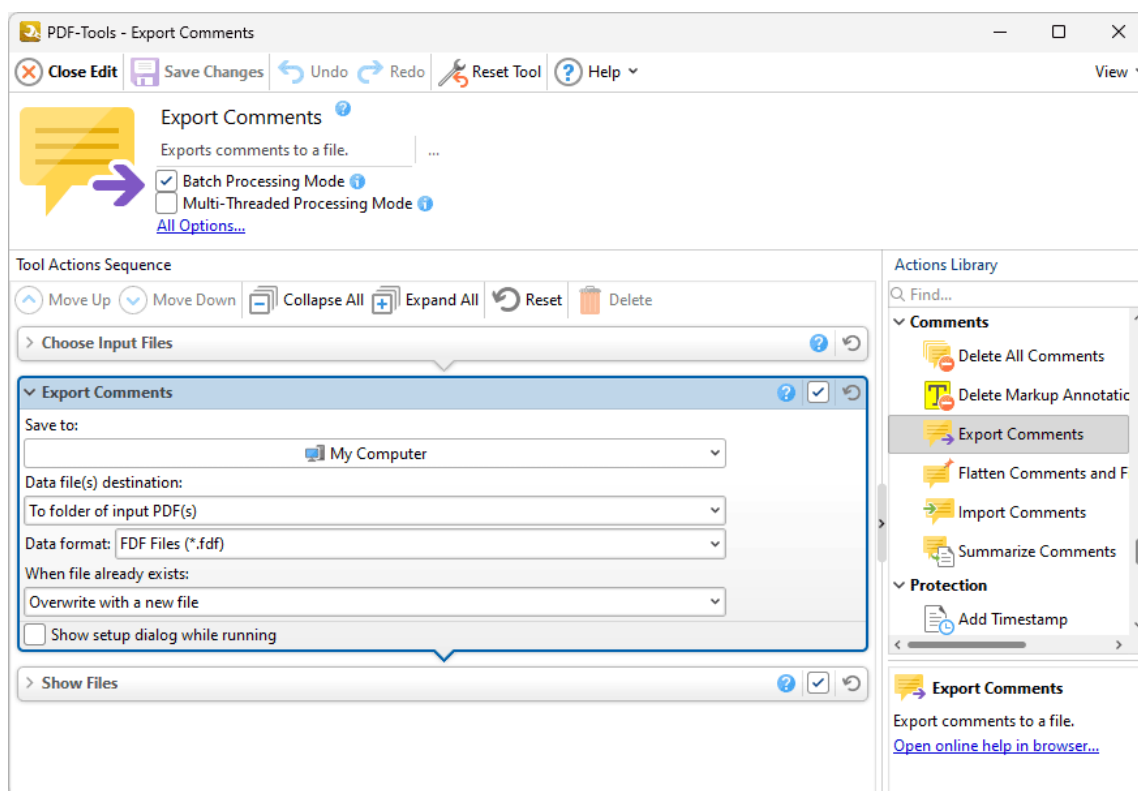 PDF-Tools - Export Comments
Close Edit Save Changes Undo Redo Reset Tool Help View
Export Comments
Exports comments to a file. ...
Batch Processing Mode
Multi-Threaded Processing Mode
All Options...
Tool Actions Sequence
Move Up Move Down Collapse All Expand All Reset Delete
Choose Input Files
Export Comments
Save to:
My Computer
Data file(s) destination:
To folder of input PDF(s)
Data format: FDF Files (*.fdf)
When file already exists:
Overwrite with a new file
Show setup dialog while running
Show Files
Actions Library
Find...
Comments
Delete All Comments
Delete Markup Annotatio
Export Comments
Flatten Comments and F
Import Comments
Summarize Comments
Protection
Add Timestamp
Export Comments
Export comments to a file.
Open online help in browser...